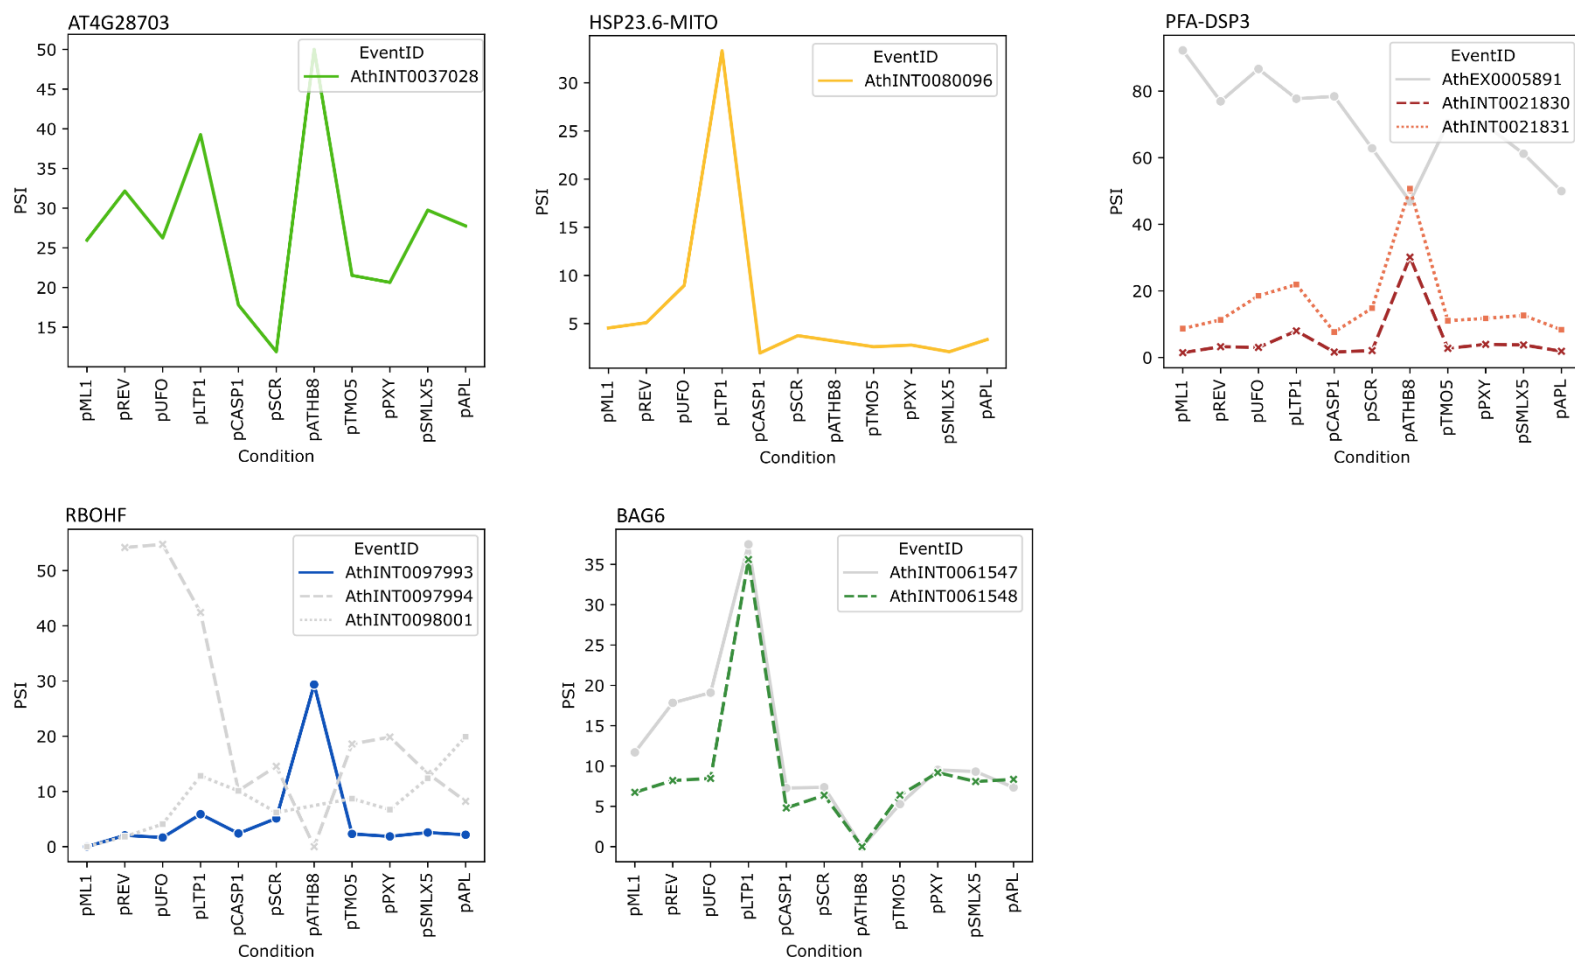 AT4G28703
50
45
40
35
30
25
20
15
PSI
EventID
AthINT0037028
pML1
pREV
pUFO
pLTP1
pCASP1
pSCR
pATHB8
pTMO5
pPXY
pSMLX5
pAPL
Condition
HSP23.6-MITO
30
25
20
15
10
5
PSI
EventID
AthINT0080096
pML1
pREV
pUFO
pLTP1
pCASP1
pSCR
pATHB8
pTMO5
pPXY
pSMLX5
pAPL
Condition
PFA-DSP3
80
60
40
20
0
PSI
EventID
AthEX0005891
AthINT0021830
AthINT0021831
pML1
pREV
pUFO
pLTP1
pCASP1
pSCR
pATHB8
pTMO5
pPXY
pSMLX5
pAPL
Condition
RBOHF
50
40
30
20
10
0
PSI
EventID
AthINT0097993
AthINT0097994
AthINT0098001
pML1
pREV
pUFO
pLTP1
pCASP1
pSCR
pATHB8
pTMO5
pPXY
pSMLX5
pAPL
Condition
BAG6
35
30
25
20
15
10
5
0
PSI
EventID
AthINT0061547
AthINT0061548
pML1
pREV
pUFO
pLTP1
pCASP1
pSCR
pATHB8
pTMO5
pPXY
pSMLX5
pAPL
Condition